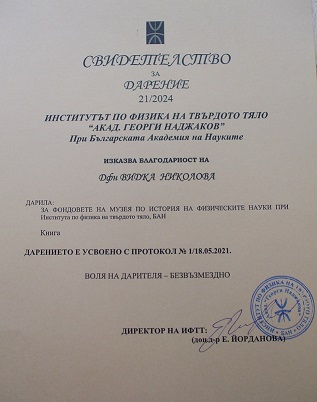 СВИДЕТЕЛСТВО
ЗА
ДАРЕНИЕ
21/2024
ИНСТИТУТЪТ ПО ФИЗИКА НА ТВЪРДОТО ТЯЛО
“АКАД. ГЕОРГИ НАДЖАКОВ”
При Българската Академия на Науките
ИЗКАЗВА БЛАГОДАРНОСТ НА
Дфн ВИДКА НИКОЛОВА
ДАРИЛА:
ЗА ФОНДОВЕТЕ НА МУЗЕЯ ПО ИСТОРИЯ НА ФИЗИЧЕСКИТЕ НАУКИ ПРИ
Института по физика на твърдото тяло, БАН
Книга
ДАРЕНИЕТО Е УСВОЕНО С ПРОТОКОЛ № 1/18.05.2021.
ВОЛЯ НА ДАРИТЕЛЯ – БЕЗВЪЗМЕЗДНО
ДИРЕКТОР НА ИФТТ:
(доц.д-р Е. ЙОРДАНОВА)